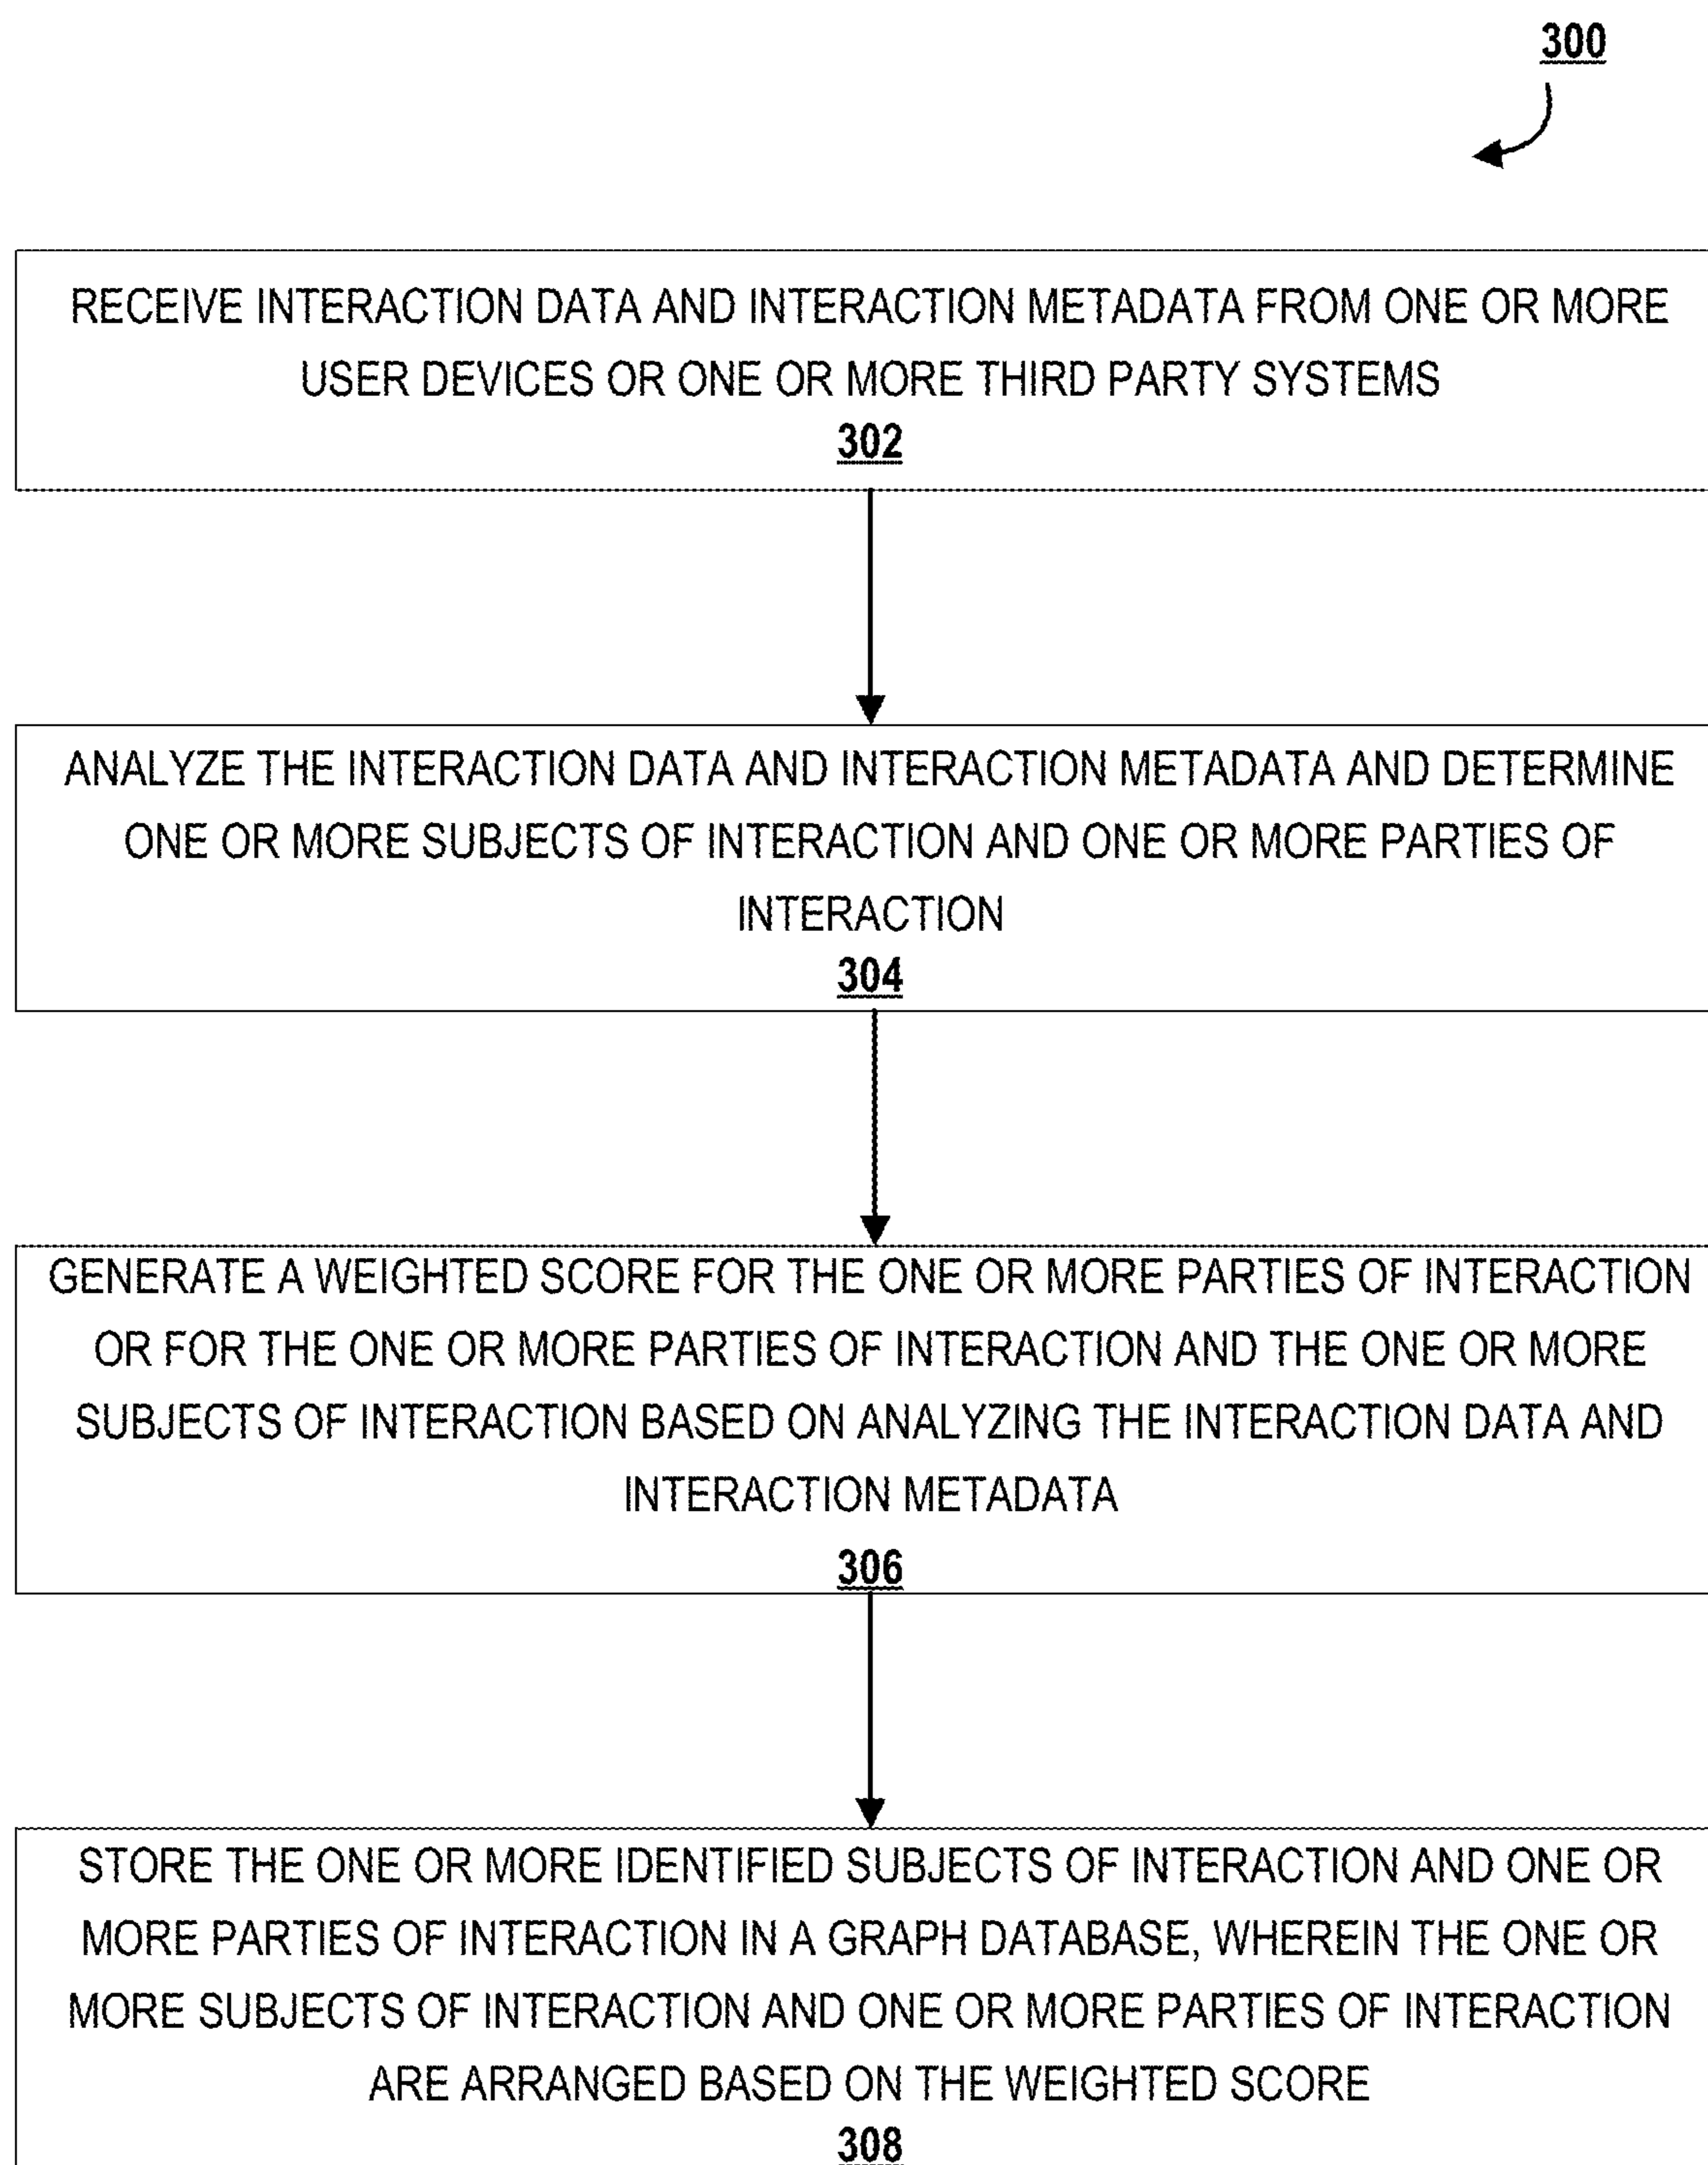 300
RECEIVE INTERACTION DATA AND INTERACTION METADATA FROM ONE OR MORE
USER DEVICES OR ONE OR MORE THIRD PARTY SYSTEMS
302
ANALYZE THE INTERACTION DATA AND INTERACTION METADATA AND DETERMINE
ONE OR MORE SUBJECTS OF INTERACTION AND ONE OR MORE PARTIES OF
INTERACTION
304
GENERATE A WEIGHTED SCORE FOR THE ONE OR MORE PARTIES OF INTERACTION
OR FOR THE ONE OR MORE PARTIES OF INTERACTION AND THE ONE OR MORE
SUBJECTS OF INTERACTION BASED ON ANALYZING THE INTERACTION DATA AND
INTERACTION METADATA
306
STORE THE ONE OR MORE IDENTIFIED SUBJECTS OF INTERACTION AND ONE OR
MORE PARTIES OF INTERACTION IN A GRAPH DATABASE, WHEREIN THE ONE OR
MORE SUBJECTS OF INTERACTION AND ONE OR MORE PARTIES OF INTERACTION
ARE ARRANGED BASED ON THE WEIGHTED SCORE
308